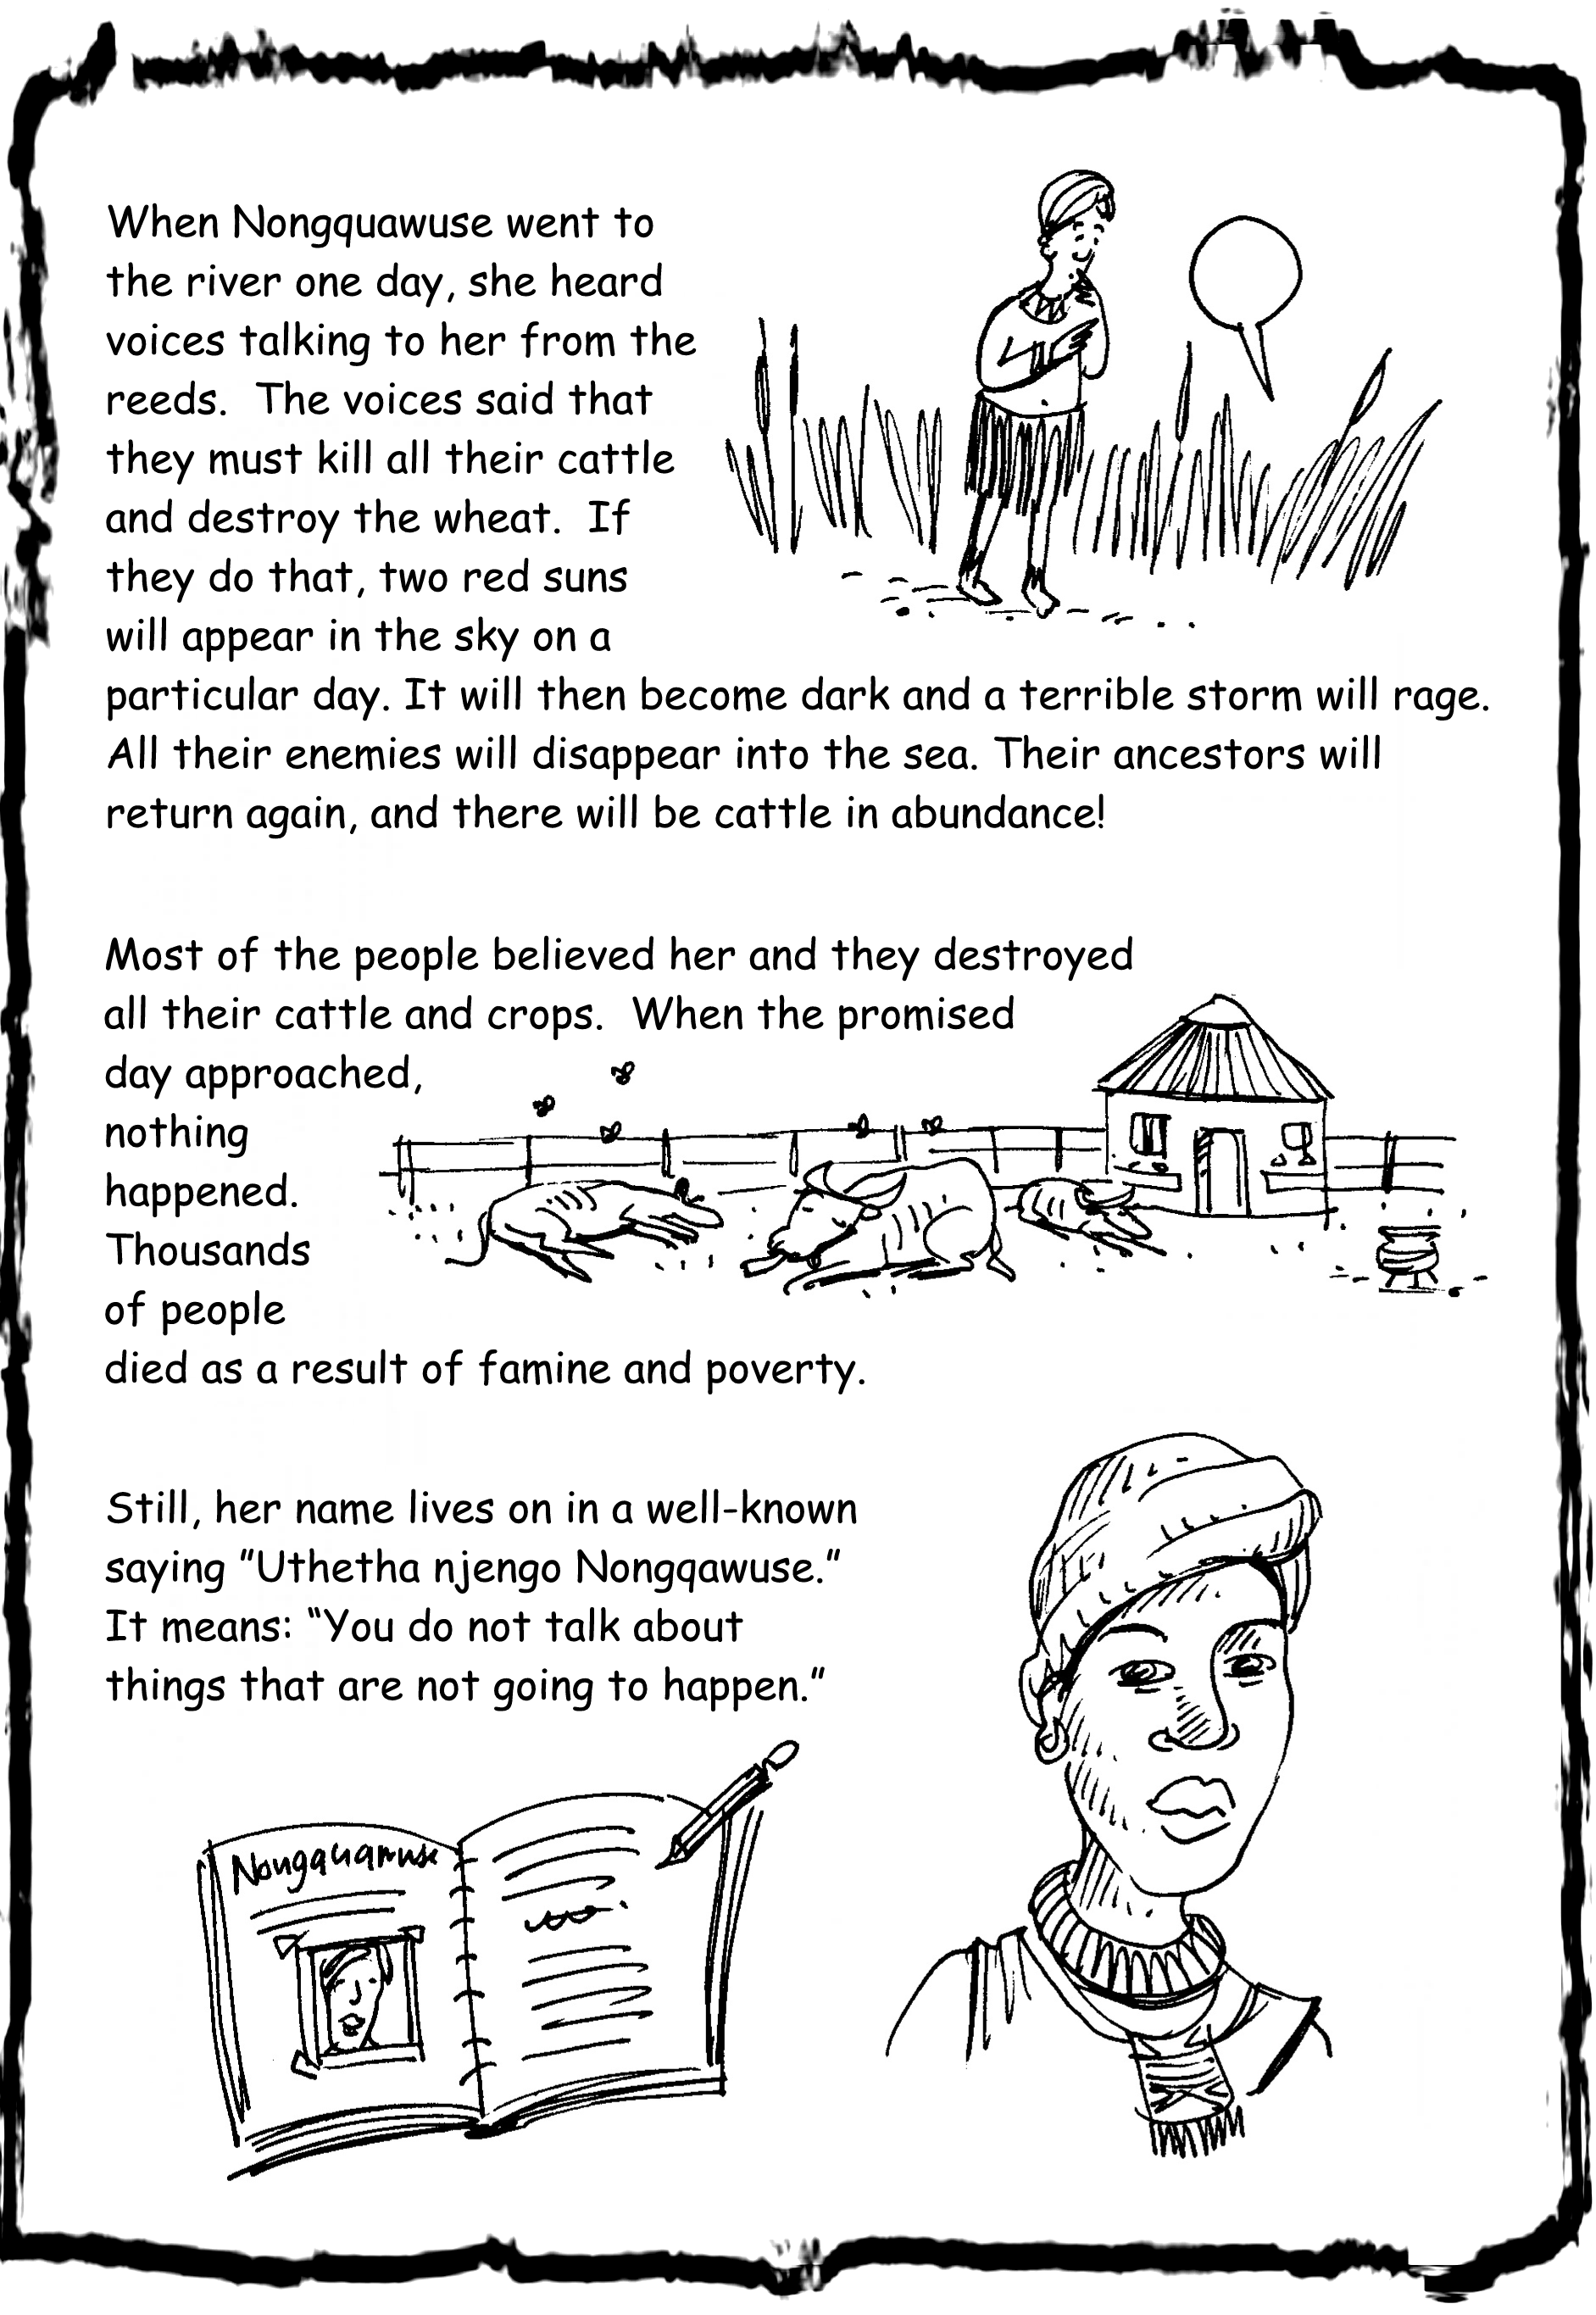 When Nongquawuse went to
the river one day, she heard
voices talking to her from the
reeds.  The voices said that
they must kill all their cattle
and destroy the wheat.  If
they do that, two red suns
will appear in the sky on a
particular day. It will then become dark and a terrible storm will rage.
All their enemies will disappear into the sea. Their ancestors will
return again, and there will be cattle in abundance!
Most of the people believed her and they destroyed
all their cattle and crops.  When the promised
day approached,
nothing
happened.
Thousands
of people
died as a result of famine and poverty.
Still, her name lives on in a well-known
saying "Uthetha njengo Nongqawuse."
It means: "You do not talk about
things that are not going to happen."
Nongquawuse